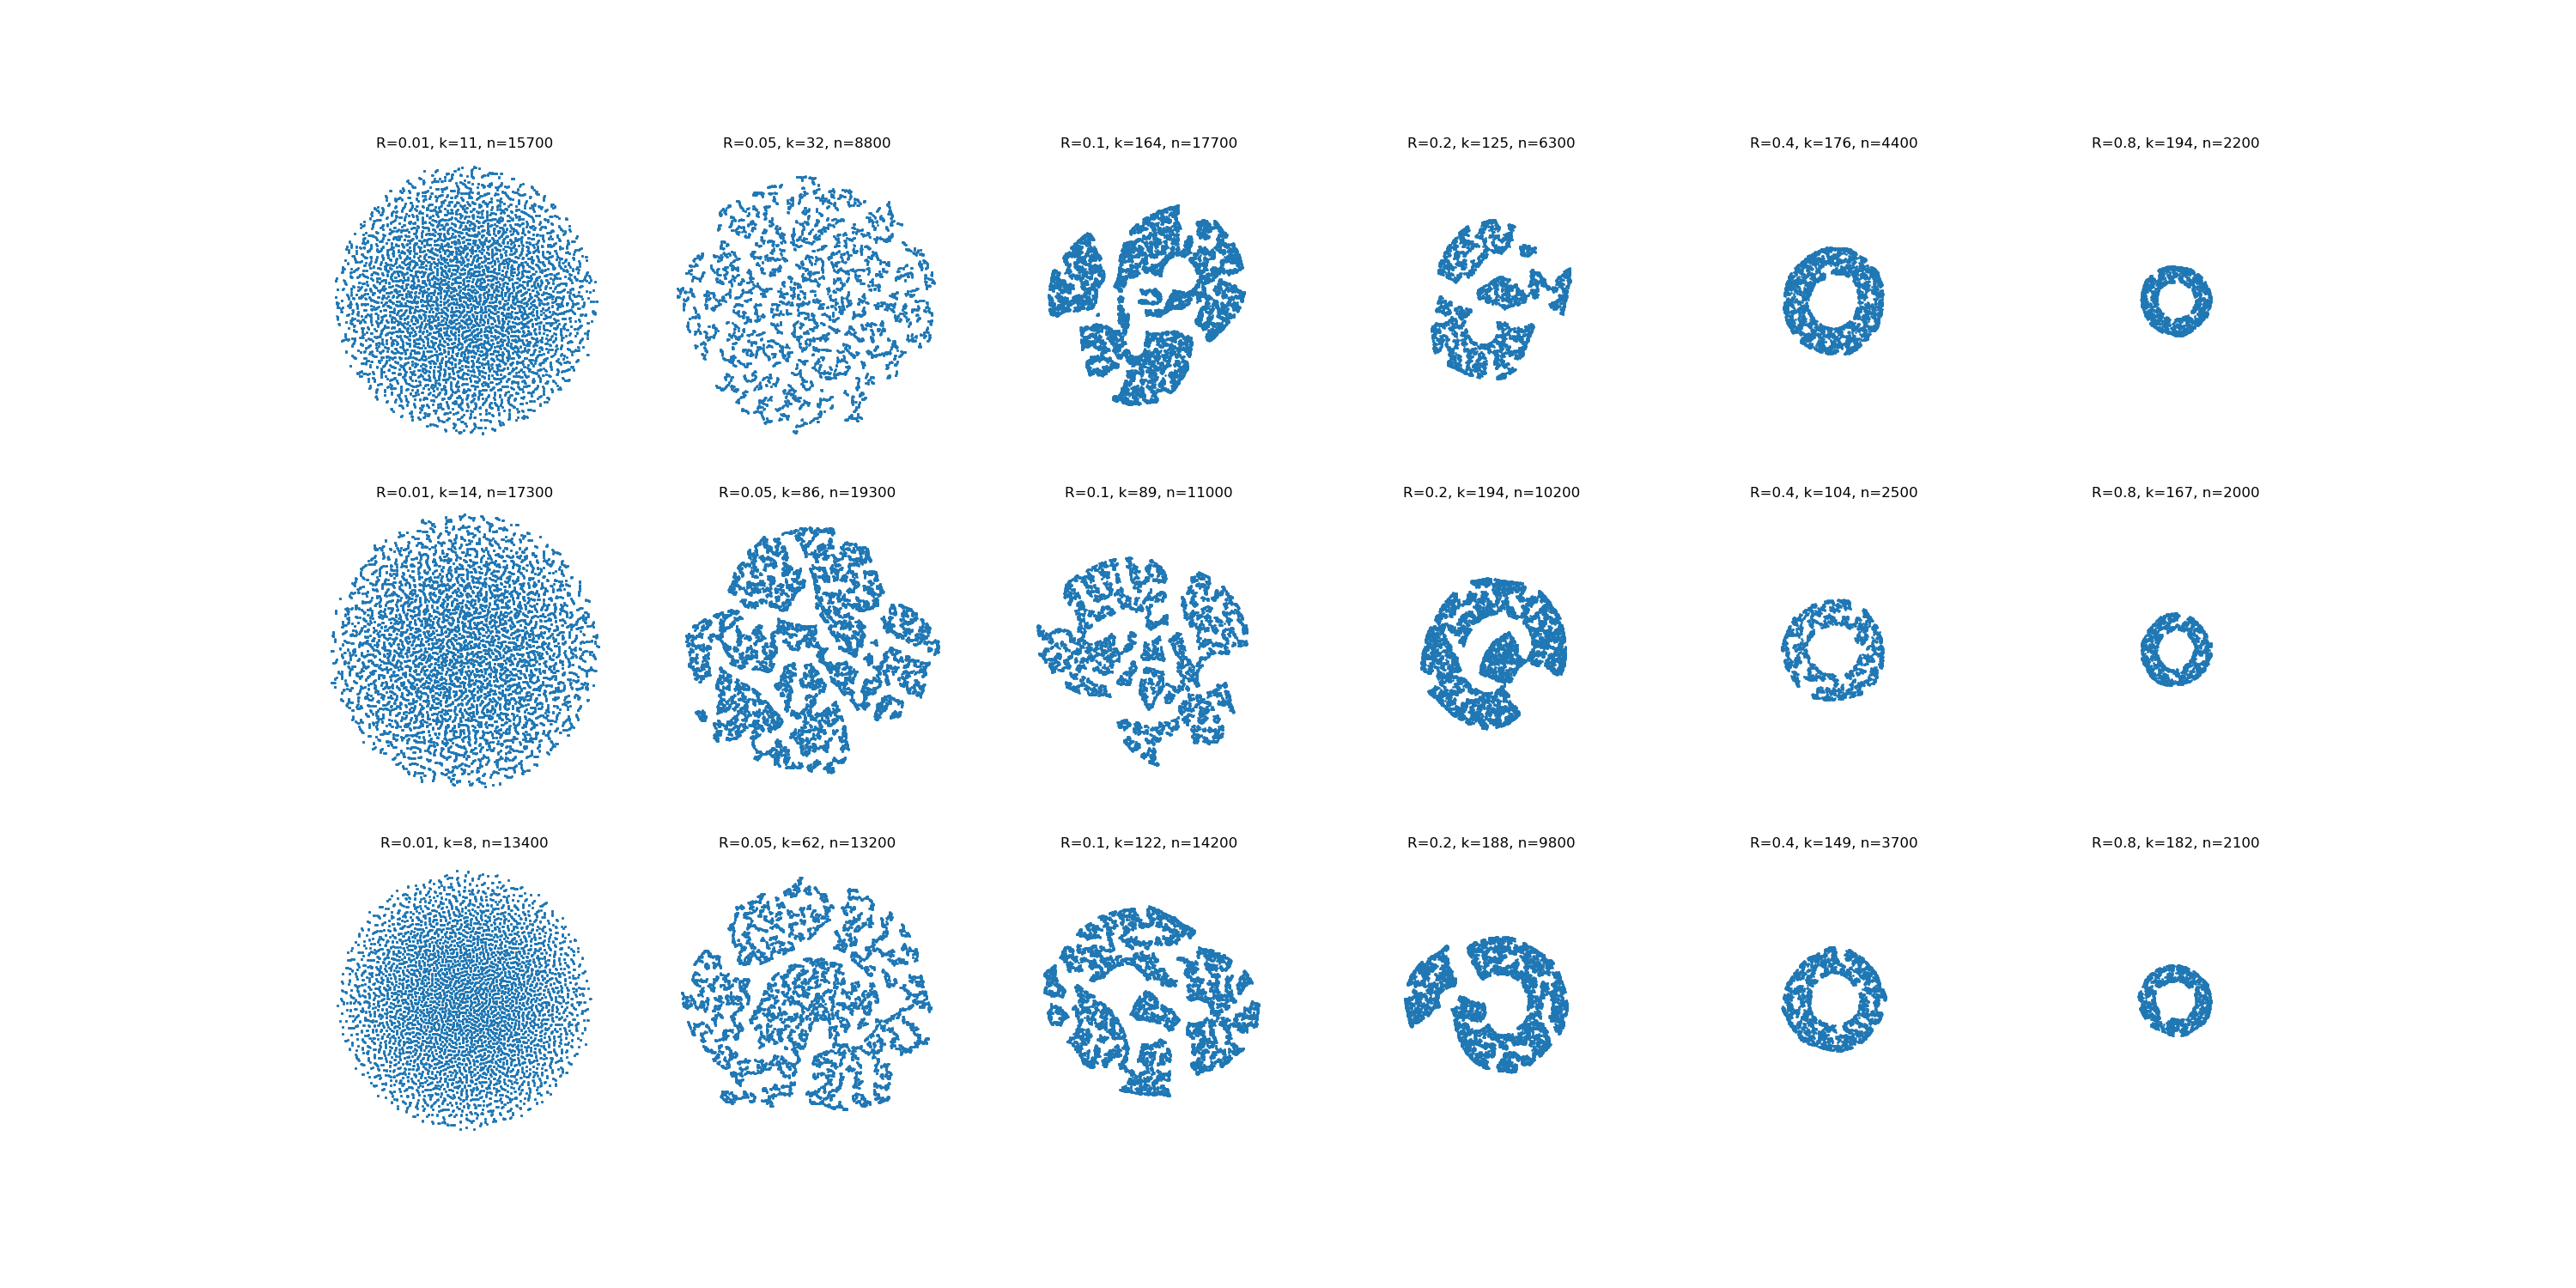 R=0.01, k=11, n=15700
R=0.05, k=32, n=8800
R=0.1, k=164, n=17700
R=0.2, k=125, n=6300
R=0.4, k=176, n=4400
R=0.8, k=194, n=2200
R=0.01, k=14, n=17300
R=0.05, k=86, n=19300
R=0.1, k=89, n=11000
R=0.2, k=194, n=10200
R=0.4, k=104, n=2500
R=0.8, k=167, n=2000
R=0.01, k=8, n=13400
R=0.05, k=62, n=13200
R=0.1, k=122, n=14200
R=0.2, k=188, n=9800
R=0.4, k=149, n=3700
R=0.8, k=182, n=2100